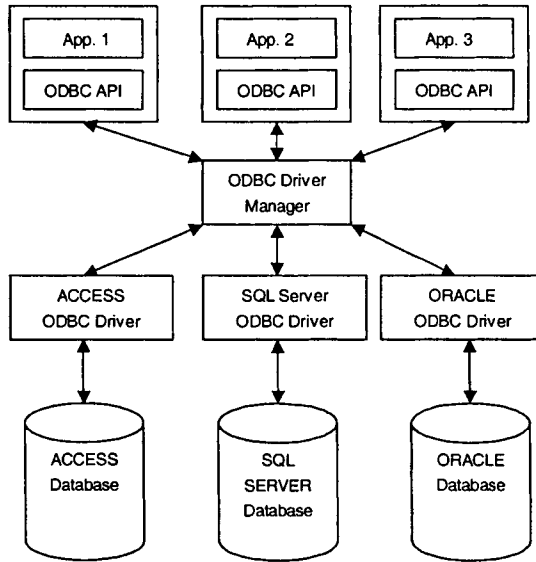 App. 1
App. 2
App. 3
ODBC API
ODBC API
ODBC API
ODBC Driver
Manager
ACCESS
ODBC Driver
SQL Server
ODBC Driver
ORACLE
ODBC Driver
ACCESS
Database
SQL
SERVER
Database
ORACLE
Database